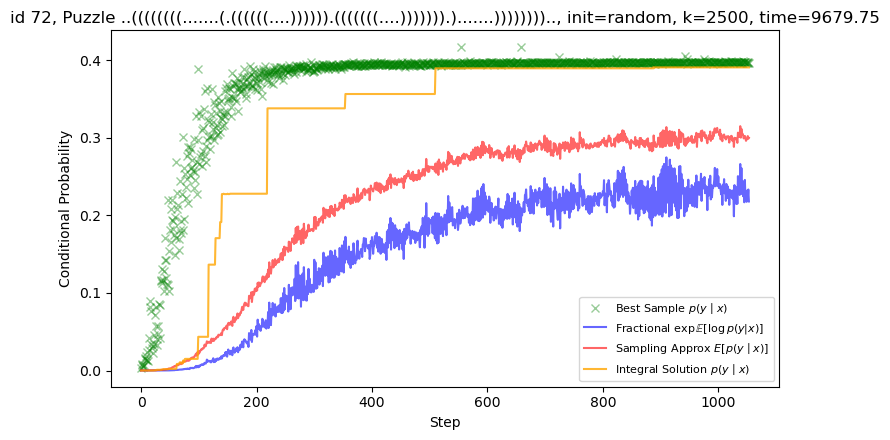 id 72, Puzzle ..((((((((.......(.((((((....)))))).(((((((....))))))).).......)))))))).., init=random, k=2500, time=9679.75
Conditional Probability
0.4
0.3
0.2
0.1
0.0
0 200 400 600 800 1000
Step
Best Sample p(y | x)
Fractional exp𝔼[log p(y|x)]
Sampling Approx E[p(y | x)]
Integral Solution p(y | x)